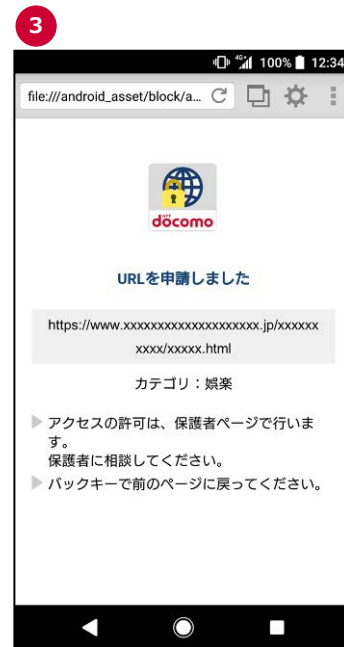 3
4G 100% 12:34
file:///android_asset/block/a...
NTT
döcomo
URLを申請しました
https://www.xxxxxxxxxxxxxxxxxxxx.jp/xxxxxx
xxxx/xxxxx.html
カテゴリ：娯楽
アクセスの許可は、保護者ページで行いま
す。
保護者に相談してください。
バックキーで前のページに戻ってください。